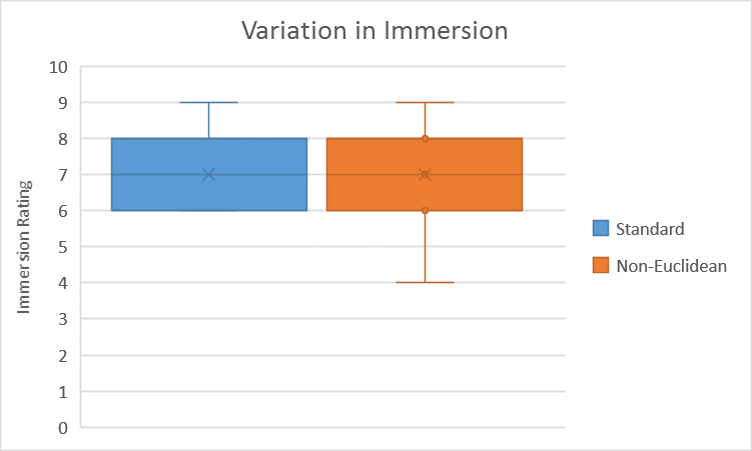 Variation in Immersion
10
9
8
7
6
5
4
3
2
1
0
Immersion Rating
Standard
Non-Euclidean